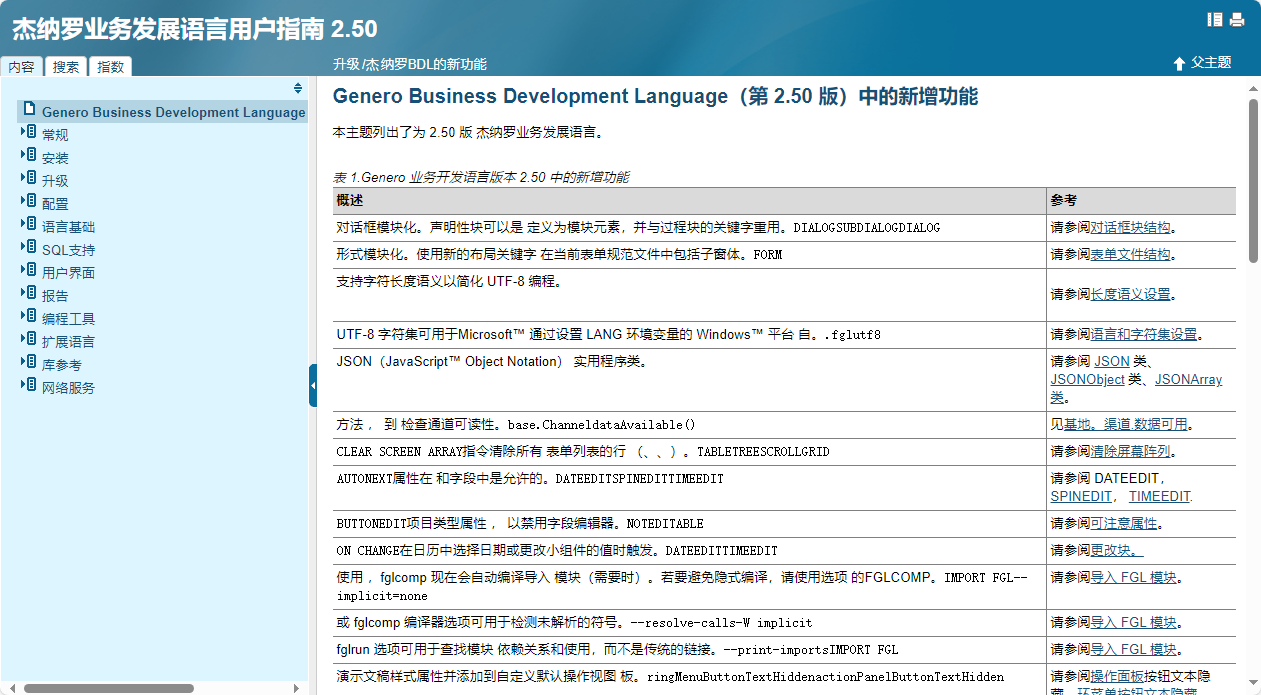 杰纳罗业务发展语言用户指南 2.50
内容
搜索
指数
升级/杰纳罗BDL的新功能
父主题
Genero Business Development Language
常规
安装
升级
配置
语言基础
SQL支持
用户界面
报告
编程工具
扩展语言
库参考
网络服务
Genero Business Development Language（第 2.50 版）中的新增功能
本主题列出了为 2.50 版 杰纳罗业务发展语言。
表 1.Genero 业务开发语言版本 2.50 中的新增功能
概述 参考
对话框模块化。声明性块可以是 定义为模块元素，并与过程块的关键字重用。DIALOGSUBDIALOGDIALOG 请参阅对话框块结构。
形式模块化。使用新的布局关键字 在当前表单规范文件中包括子窗体。FORM 请参阅表单文件结构。
支持字符长度语义以简化 UTF-8 编程。 请参阅长度语义设置。
UTF-8 字符集可用于Microsoft™ 通过设置 LANG 环境变量的 Windows™ 平台 自。.fglutf8 请参阅语言和字符集设置。
JSON（JavaScript™ Object Notation） 实用程序类。 请参阅 JSON 类、
JSONObject 类、JSONArray
类。
方法 ， 到 检查通道可读性。base.ChanneldataAvailable() 见基地。渠道.数据可用。
CLEAR SCREEN ARRAY指令清除所有 表单列表的行 （、、）。TABLETREESCROLLGRID 请参阅清除屏幕阵列。
AUTONEXT属性在 和字段中是允许的。DATEEDITSPINEDITTIMEEDIT 请参阅 DATEEDIT，
SPINEDIT， TIMEEDIT.
BUTTONEDIT项目类型属性 ， 以禁用字段编辑器。NOTEDITABLE 请参阅可注意属性。
ON CHANGE在日历中选择日期或更改小组件的值时触发。DATEEDITTIMEEDIT 请参阅更改块。
使用 ，fglcomp 现在会自动编译导入 模块（需要时）。若要避免隐式编译，请使用选项 的FGLCOMP。IMPORT FGL--
implicit=none 请参阅导入 FGL 模块。
或 fglcomp 编译器选项可用于检测未解析的符号。--resolve-calls-W implicit 请参阅导入 FGL 模块。
fglrun 选项可用于查找模块 依赖关系和使用，而不是传统的链接。--print-importsIMPORT FGL 请参阅导入 FGL 模块。
演示文稿样式属性并添加到自定义默认操作视图 板。ringMenuButtonTextHiddenactionPanelButtonTextHidden 请参阅操作面板按钮文本隐
藏、环菜单按钮文本隐藏